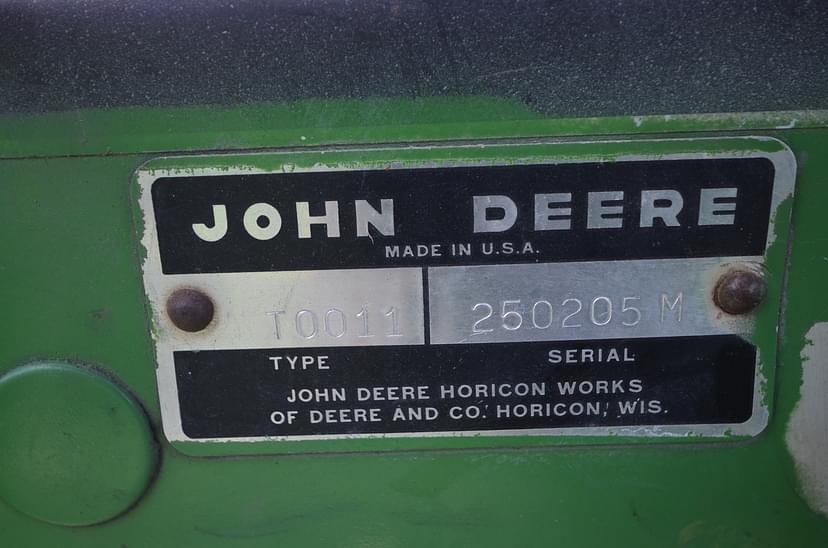 JOHN DEERE
MADE IN U.S.A.
T0011 250205 M
TYPE SERIAL
JOHN DEERE HORICON WORKS
OF DEERE AND CO. HORICON, WIS.